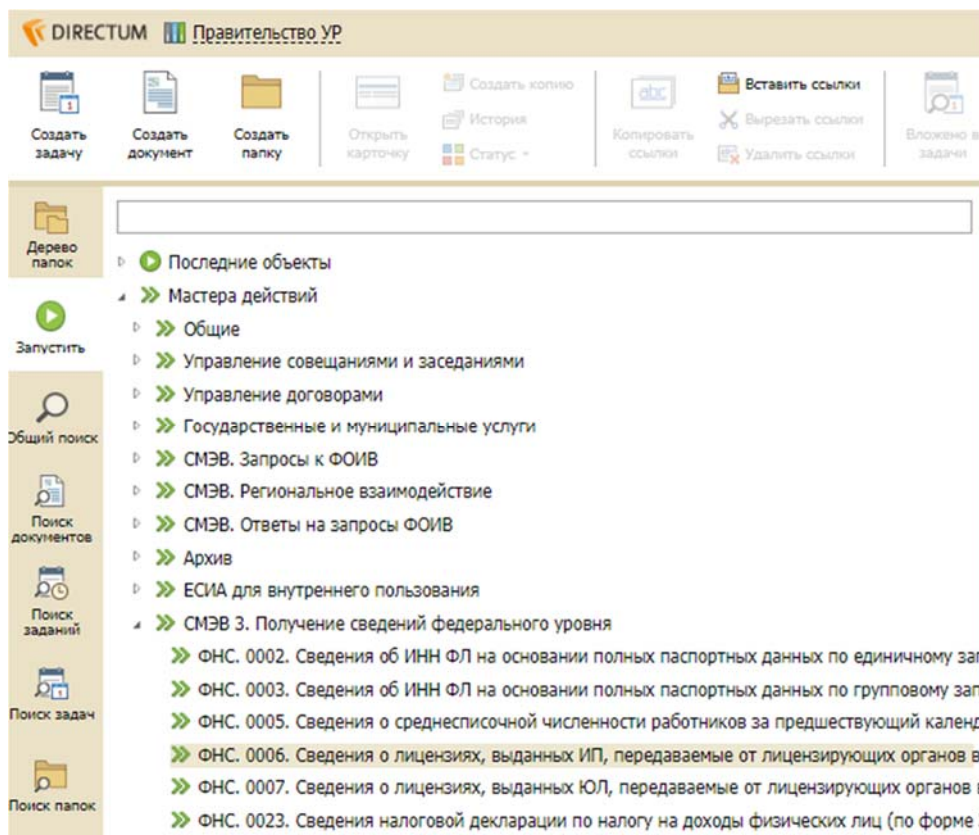 DIRECTUM Правительство УР
Создать задачу
Создать документ
Создать папку
Открыть карточку
Создать копию
История
Статус
Копировать ссылки
Вставить ссылки
Вырезать ссылки
Удалить ссылки
Вложено в задачи
Дерево папок
Запустить
Общий поиск
Поиск документов
Поиск заданий
Поиск задач
Поиск папок
Последние объекты
Мастера действий
Общие
Управление совещаниями и заседаниями
Управление договорами
Государственные и муниципальные услуги
СМЭВ. Запросы к ФОИВ
СМЭВ. Региональное взаимодействие
СМЭВ. Ответы на запросы ФОИВ
Архив
ЕСИА для внутреннего пользования
СМЭВ 3. Получение сведений федерального уровня
ФНС. 0002. Сведения об ИНН ФЛ на основании полных паспортных данных по единичному зап
ФНС. 0003. Сведения об ИНН ФЛ на основании полных паспортных данных по групповому зап
ФНС. 0005. Сведения о среднесписочной численности работников за предшествующий календ
ФНС. 0006. Сведения о лицензиях, выданных ИП, передаваемые от лицензирующих органов в
ФНС. 0007. Сведения о лицензиях, выданных ЮЛ, передаваемые от лицензирующих органов в
ФНС. 0023. Сведения налоговой декларации по налогу на доходы физических лиц (по форме